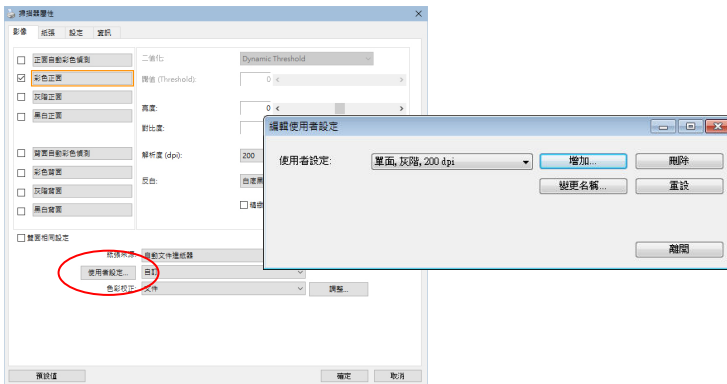 掃描器屬性
影像 紙張 設定 資訊
正面自動彩色偵測
彩色正面
灰階正面
黑白正面
背面自動彩色偵測
彩色背面
灰階背面
黑白背面
二值化: Dynamic Threshold
閾值 (Threshold): 0
亮度: 0
對比度:
解析度 (dpi): 200
反白:
雙面相同設定
紙張來源: 自動文件進紙器
使用者設定... 自訂
色彩校正: 文件 調整...
預設值 確定 取消
編輯使用者設定
使用者設定: 單面, 灰階, 200 dpi 增加... 刪除
變更名稱... 重設
離開